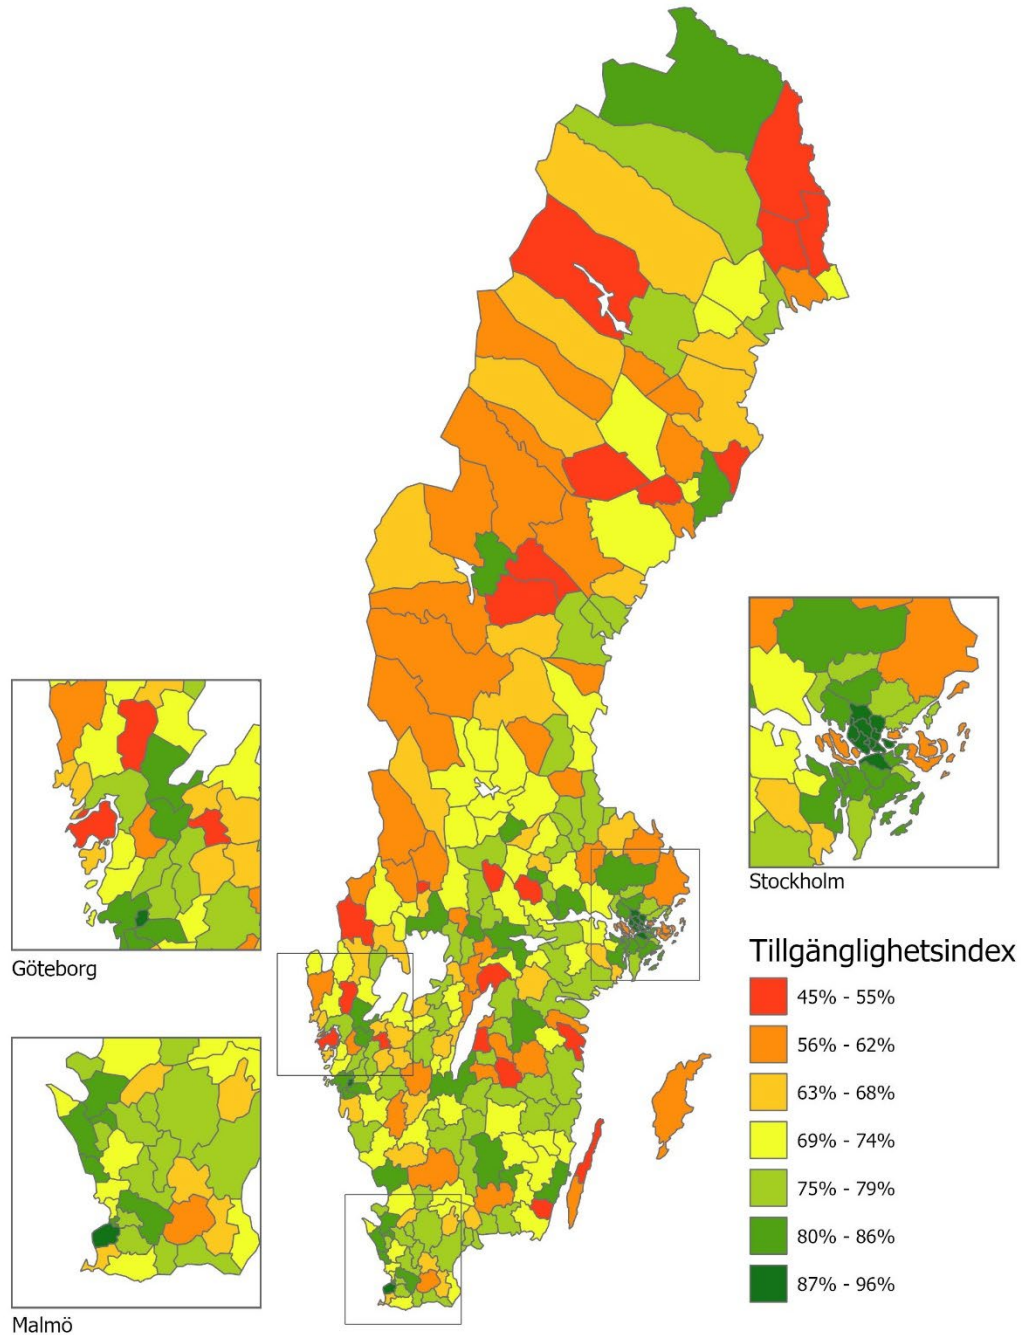 Göteborg
Malmö
Stockholm
Tillgänglighetsindex
45% - 55%
56% - 62%
63% - 68%
69% - 74%
75% - 79%
80% - 86%
87% - 96%